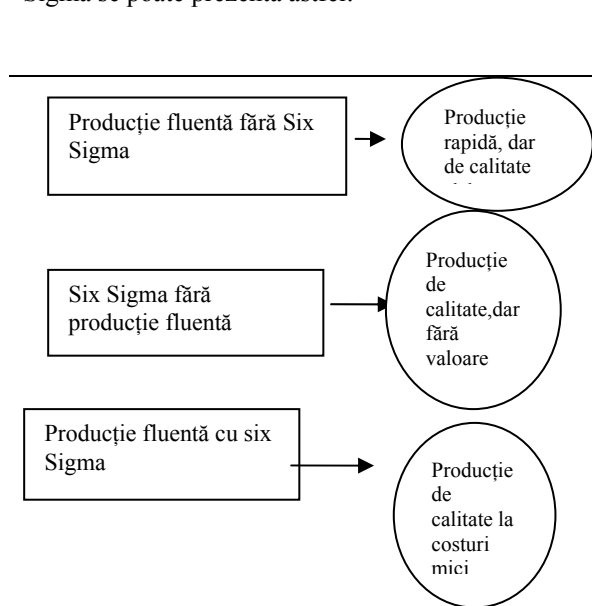 Sigma se poate prezenta astfel:
Producție fluentă fără Six
Sigma
Producție
rapidă, dar
de calitate
Six Sigma fără
producție fluentă
Producție
de
calitate,dar
fără
valoare
Producție fluentă cu six
Sigma
Producție
de
calitate la
costuri
mici